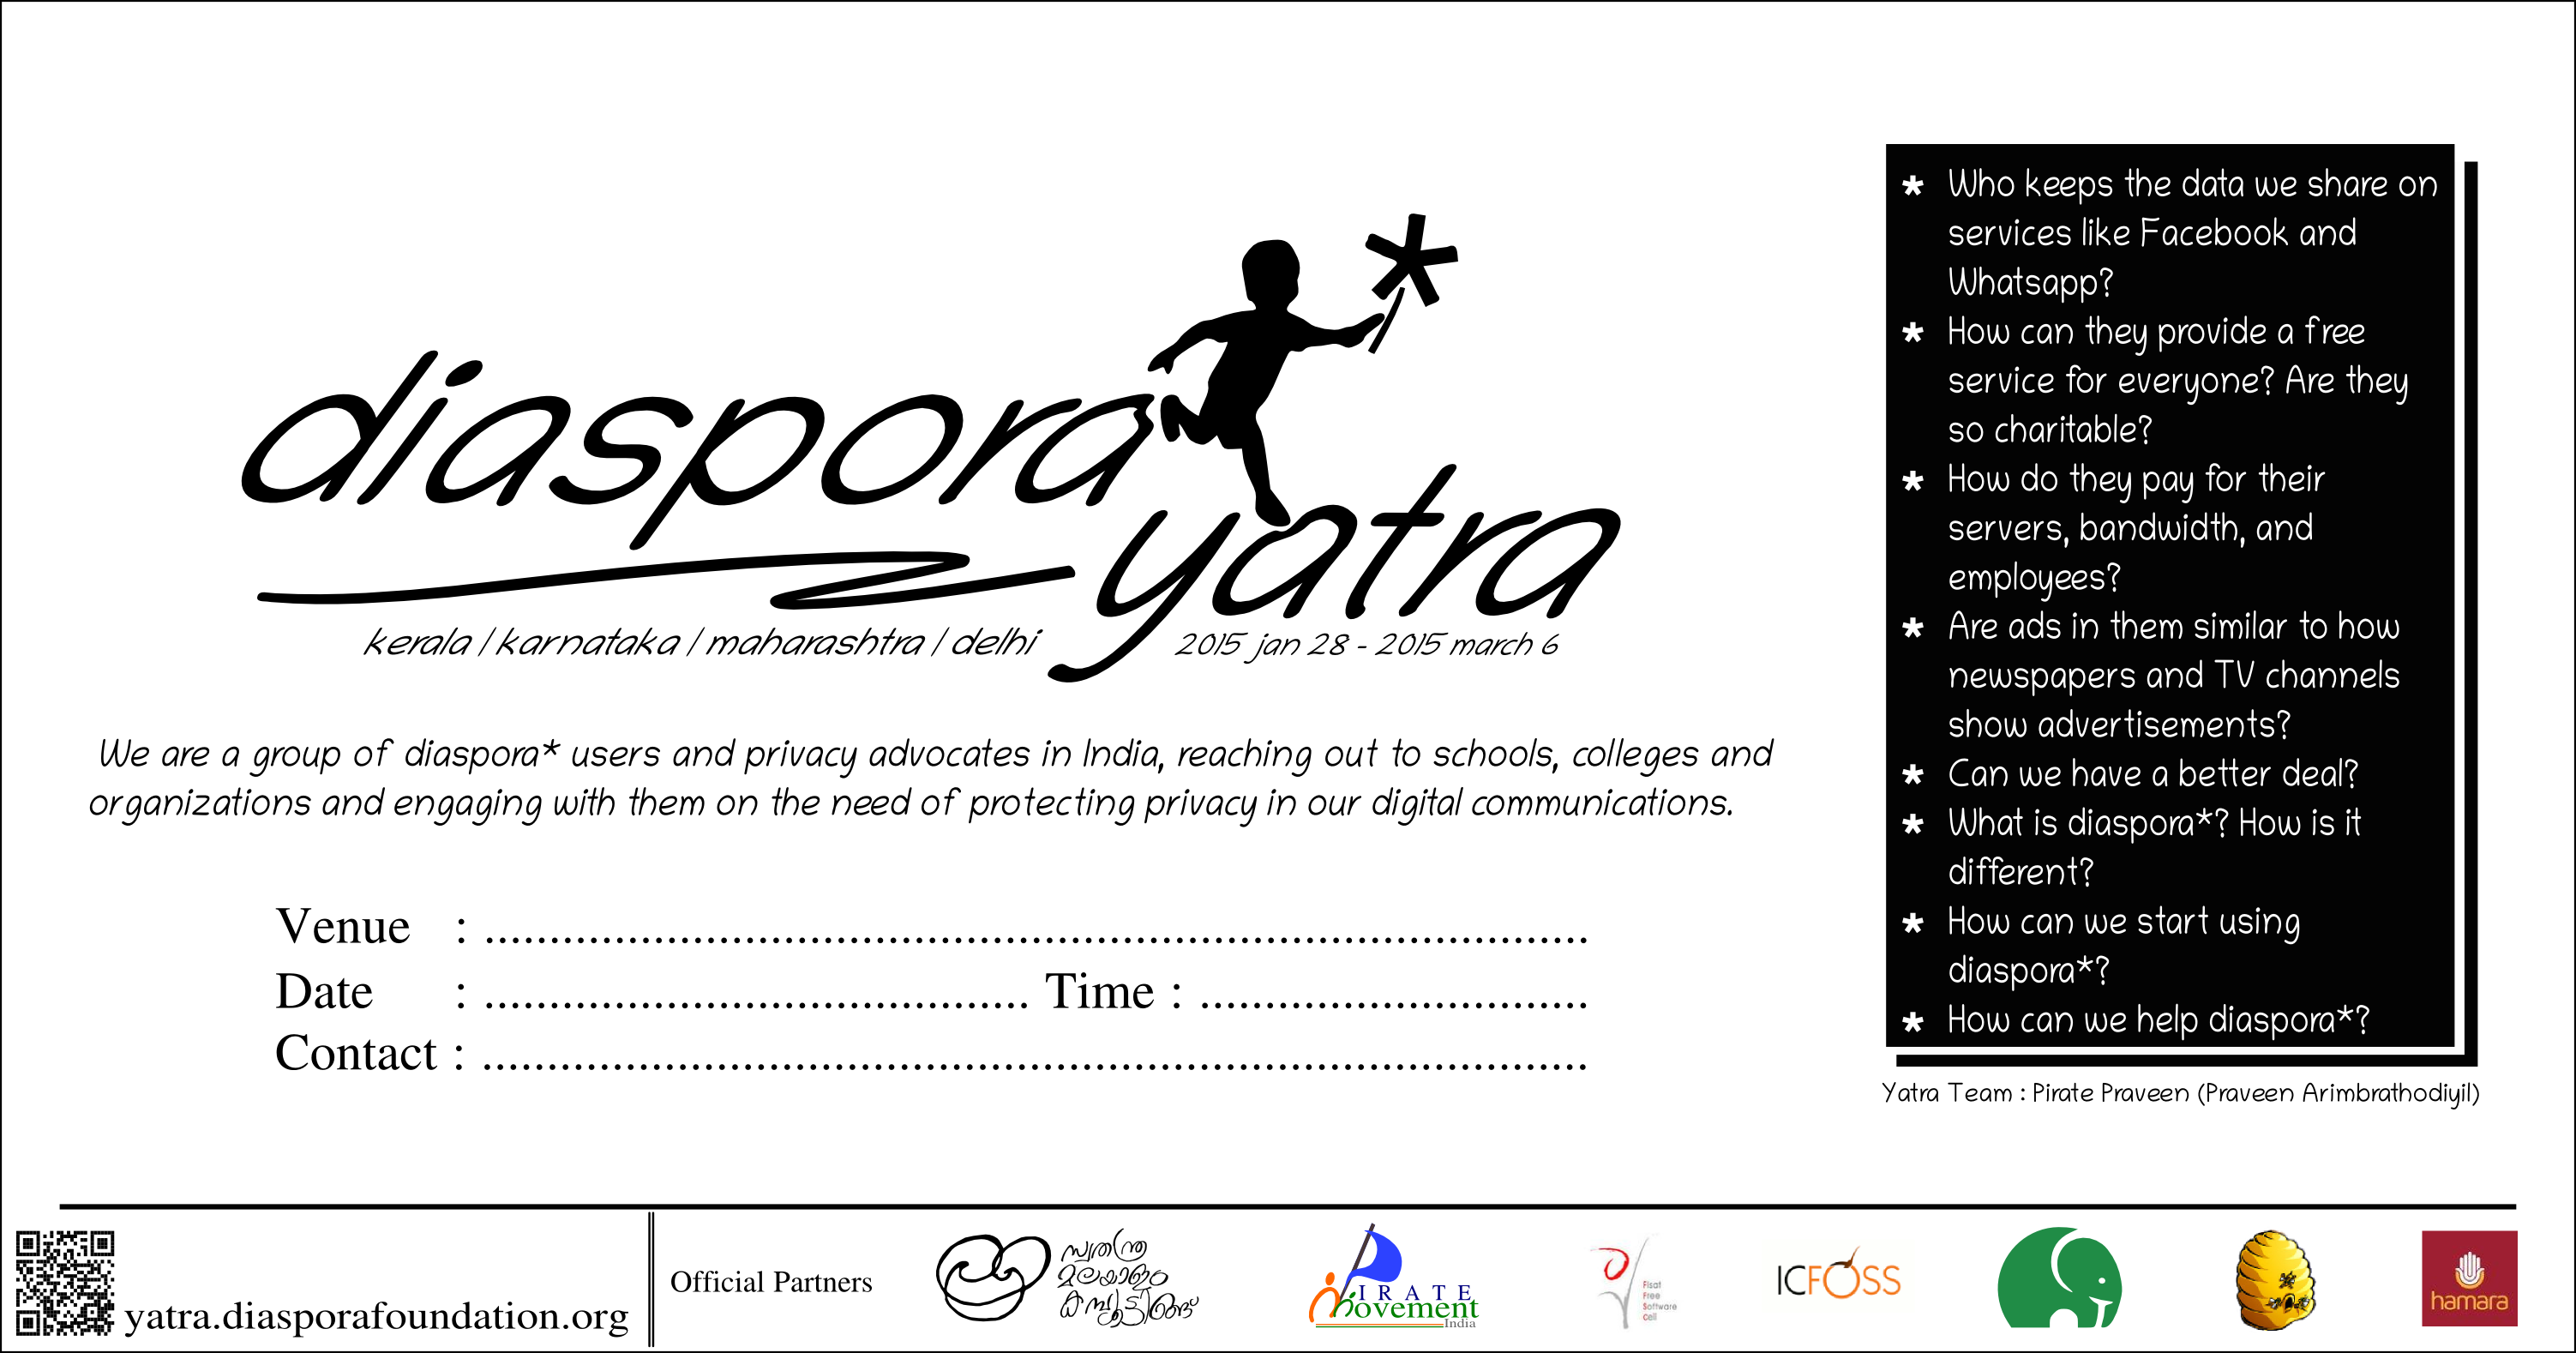 diaspora
yatra
kerala / karnataka / maharashtra / delhi
2015 jan 28 - 2015 march 6
We are a group of diaspora* users and privacy advocates in India, reaching out to schools, colleges and
organizations and engaging with them on the need of protecting privacy in our digital communications.
Venue : ....................................................................................
Date : .......................................... Time : ..............................
Contact : .....................................................................................
* Who keeps the data we share on
services like Facebook and
Whatsapp?
* How can they provide a free
service for everyone? Are they
so charitable?
* How do they pay for their
servers, bandwidth, and
employees?
* Are ads in them similar to how
newspapers and TV channels
show advertisements?
* Can we have a better deal?
* What is diaspora*? How is it
different?
* How can we start using
diaspora*?
* How can we help diaspora*?
Yatra Team : Pirate Praveen (Praveen Arimbrathodiyil)
yatra.diasporafoundation.org
Official Partners
സ്വതന്ത്ര
മലയാളം
കമ്പ്യൂട്ടിങ്ങ്
PIRATE
movement
India
Fisat
Free
Software
Cell
ICFOSS
hamara